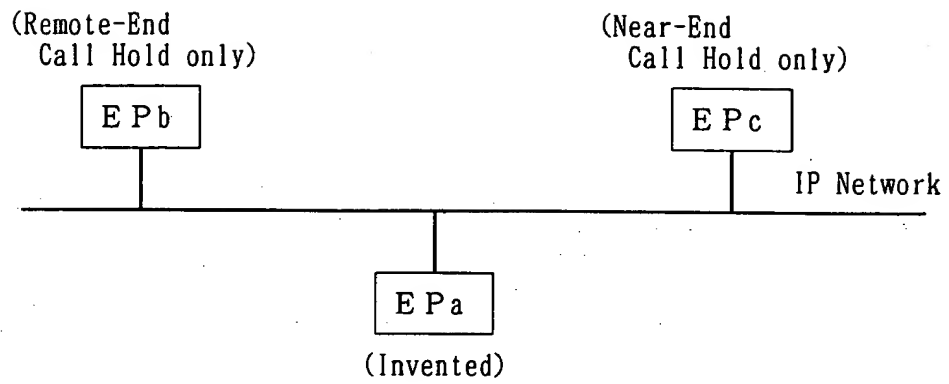 (Remote-End
Call Hold only)
(Near-End
Call Hold only)
EPb
EPc
IP Network
EPa
(Invented)